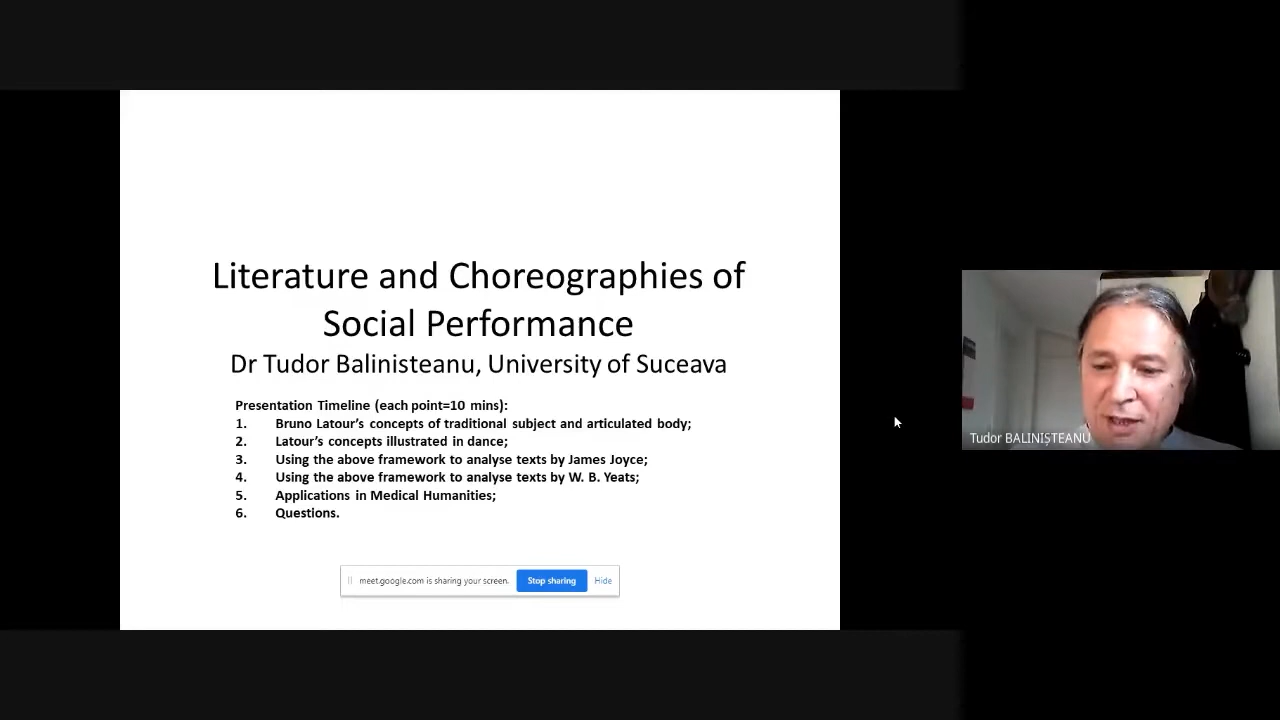 Literature and Choreographies of
Social Performance
Dr Tudor Balinisteanu, University of Suceava
Presentation Timeline (each point=10 mins):
1. Bruno Latour's concepts of traditional subject and articulated body;
2. Latour's concepts illustrated in dance;
3. Using the above framework to analyse texts by James Joyce;
4. Using the above framework to analyse texts by W. B. Yeats;
5. Applications in Medical Humanities;
6. Questions.
meet.google.com is sharing your screen. Stop sharing Hide
Tudor BALINIȘTEANU